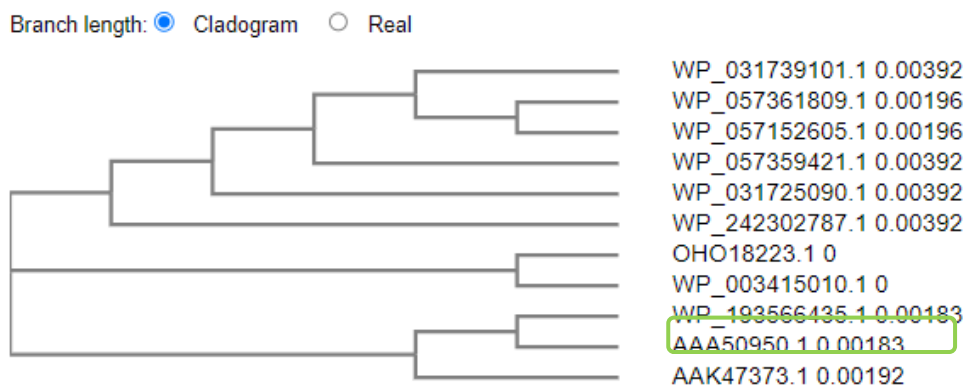 Branch length: Cladogram Real
WP_031739101.1 0.00392
WP_057361809.1 0.00196
WP_057152605.1 0.00196
WP_057359421.1 0.00392
WP_031725090.1 0.00392
WP_242302787.1 0.00392
OHO18223.1 0
WP_003415010.1 0
WP_193566435.1 0.00183
AAA50950.1 0.00183
AAK47373.1 0.00192